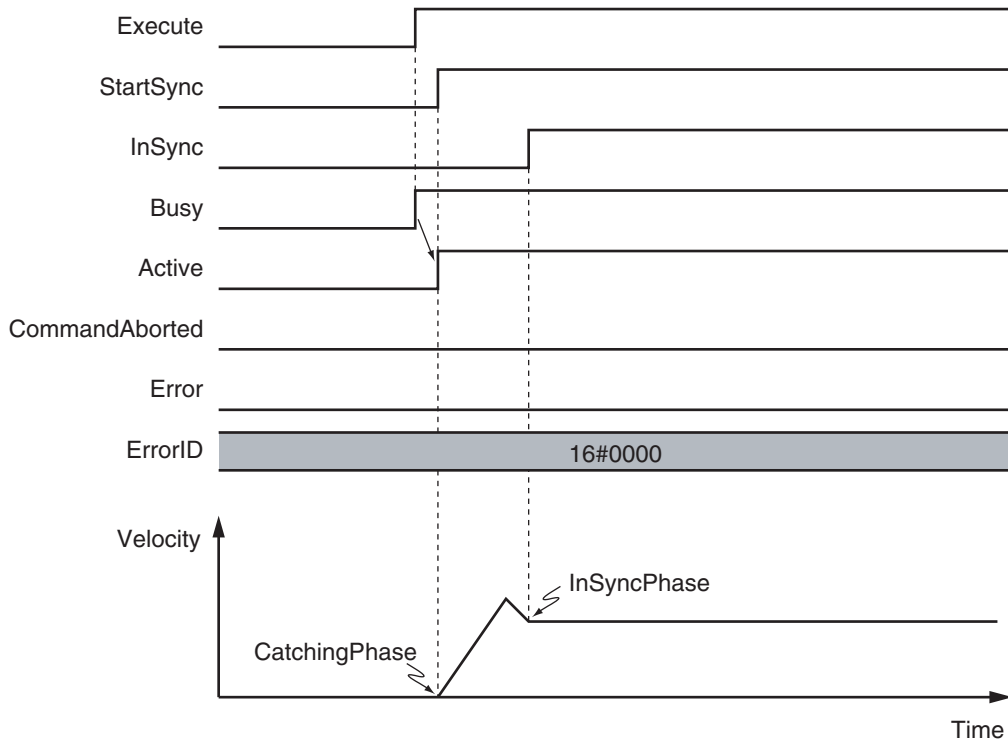 Execute
StartSync
InSync
Busy
Active
CommandAborted
Error
ErrorID
16#0000
Velocity
InSyncPhase
CatchingPhase
Time